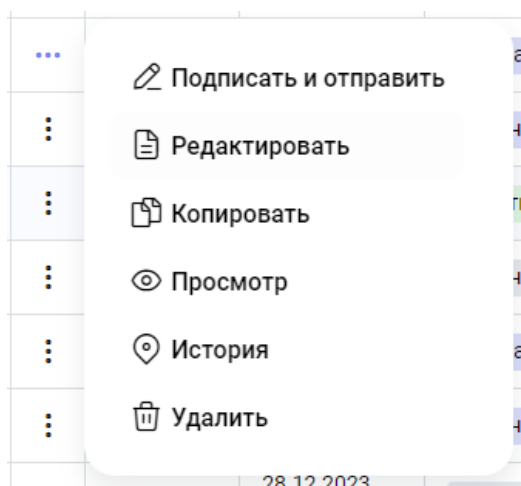 Подписать и отправить
Редактировать
Копировать
Просмотр
История
Удалить
28.12.2023